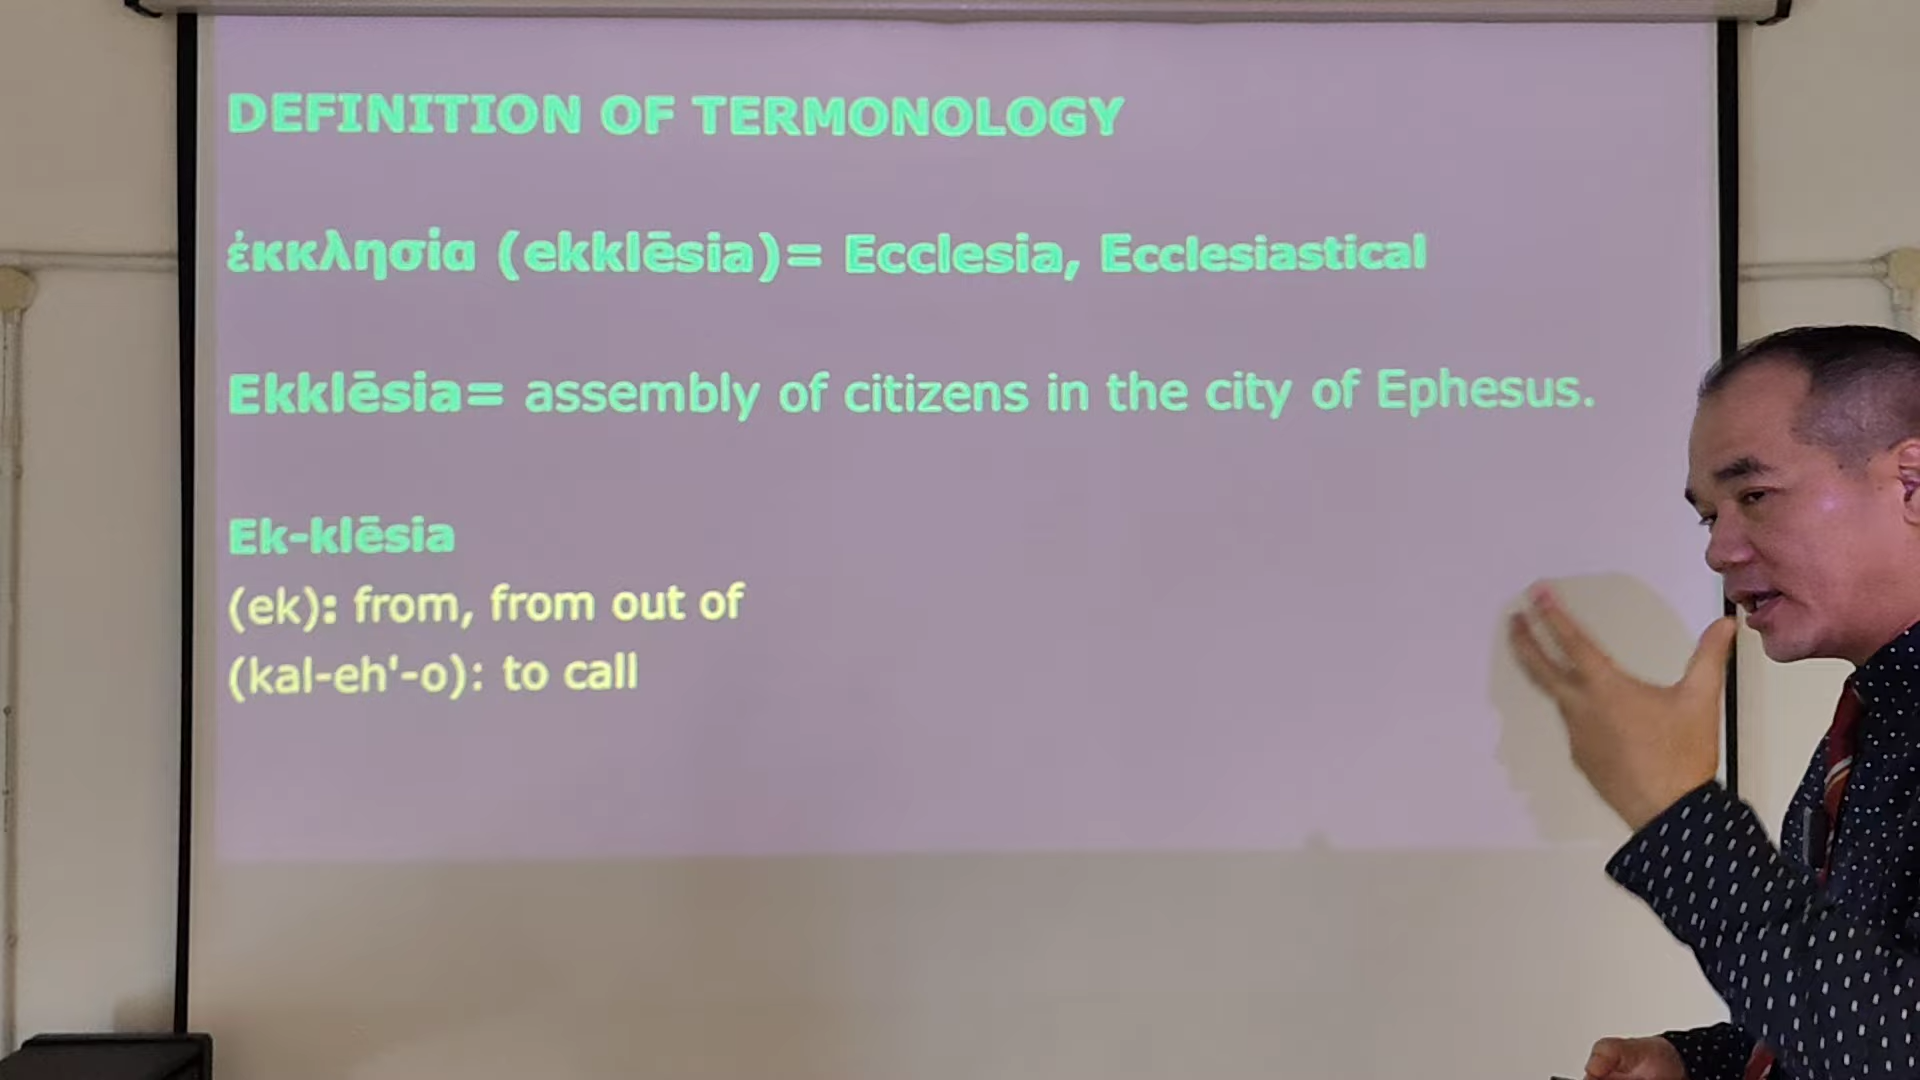 DEFINITION OF TERMONOLOGY
ἐκκλησία (ekklēsia)= Ecclesia, Ecclesiastical
Ekklēsia= assembly of citizens in the city of Ephesus.
Ek-klēsia
(ek): from, from out of
(kal-eh'-o): to call